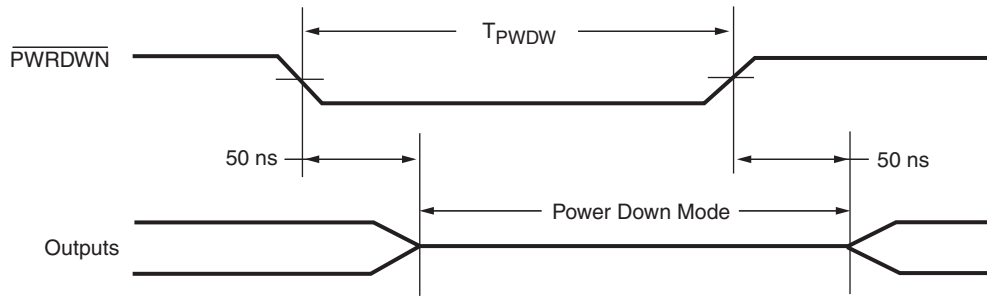 TPWDW
PWRDWN
50 ns
50 ns
Power Down Mode
Outputs